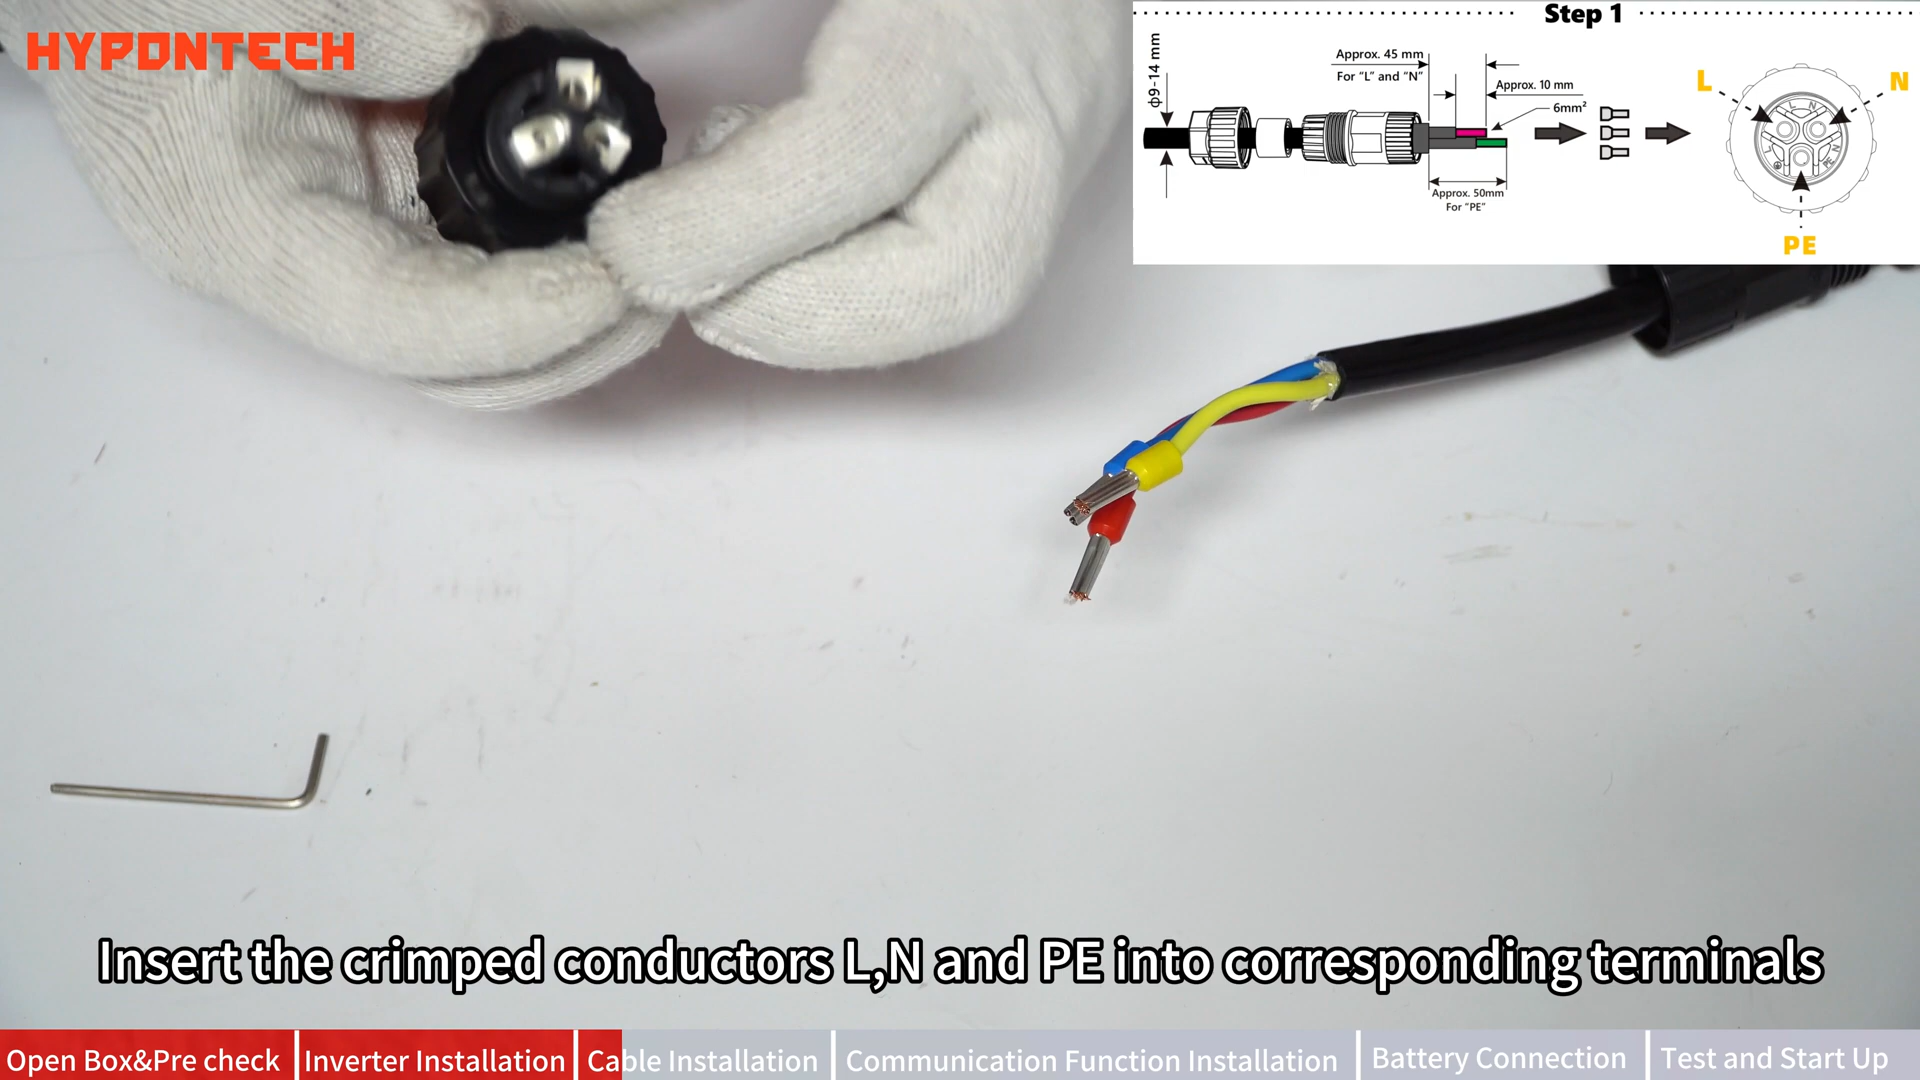 HYPONTECH
Step 1
ф9-14 mm
Approx. 45 mm
For “L” and “N”
Approx. 10 mm
6mm²
Approx. 50mm
For “PE”
L
N
L N
L
N
PE
PE
Insert the crimped conductors L,N and PE into corresponding terminals
Open Box&Pre check
Inverter Installation
Cable Installation
Communication Function Installation
Battery Connection
Test and Start Up